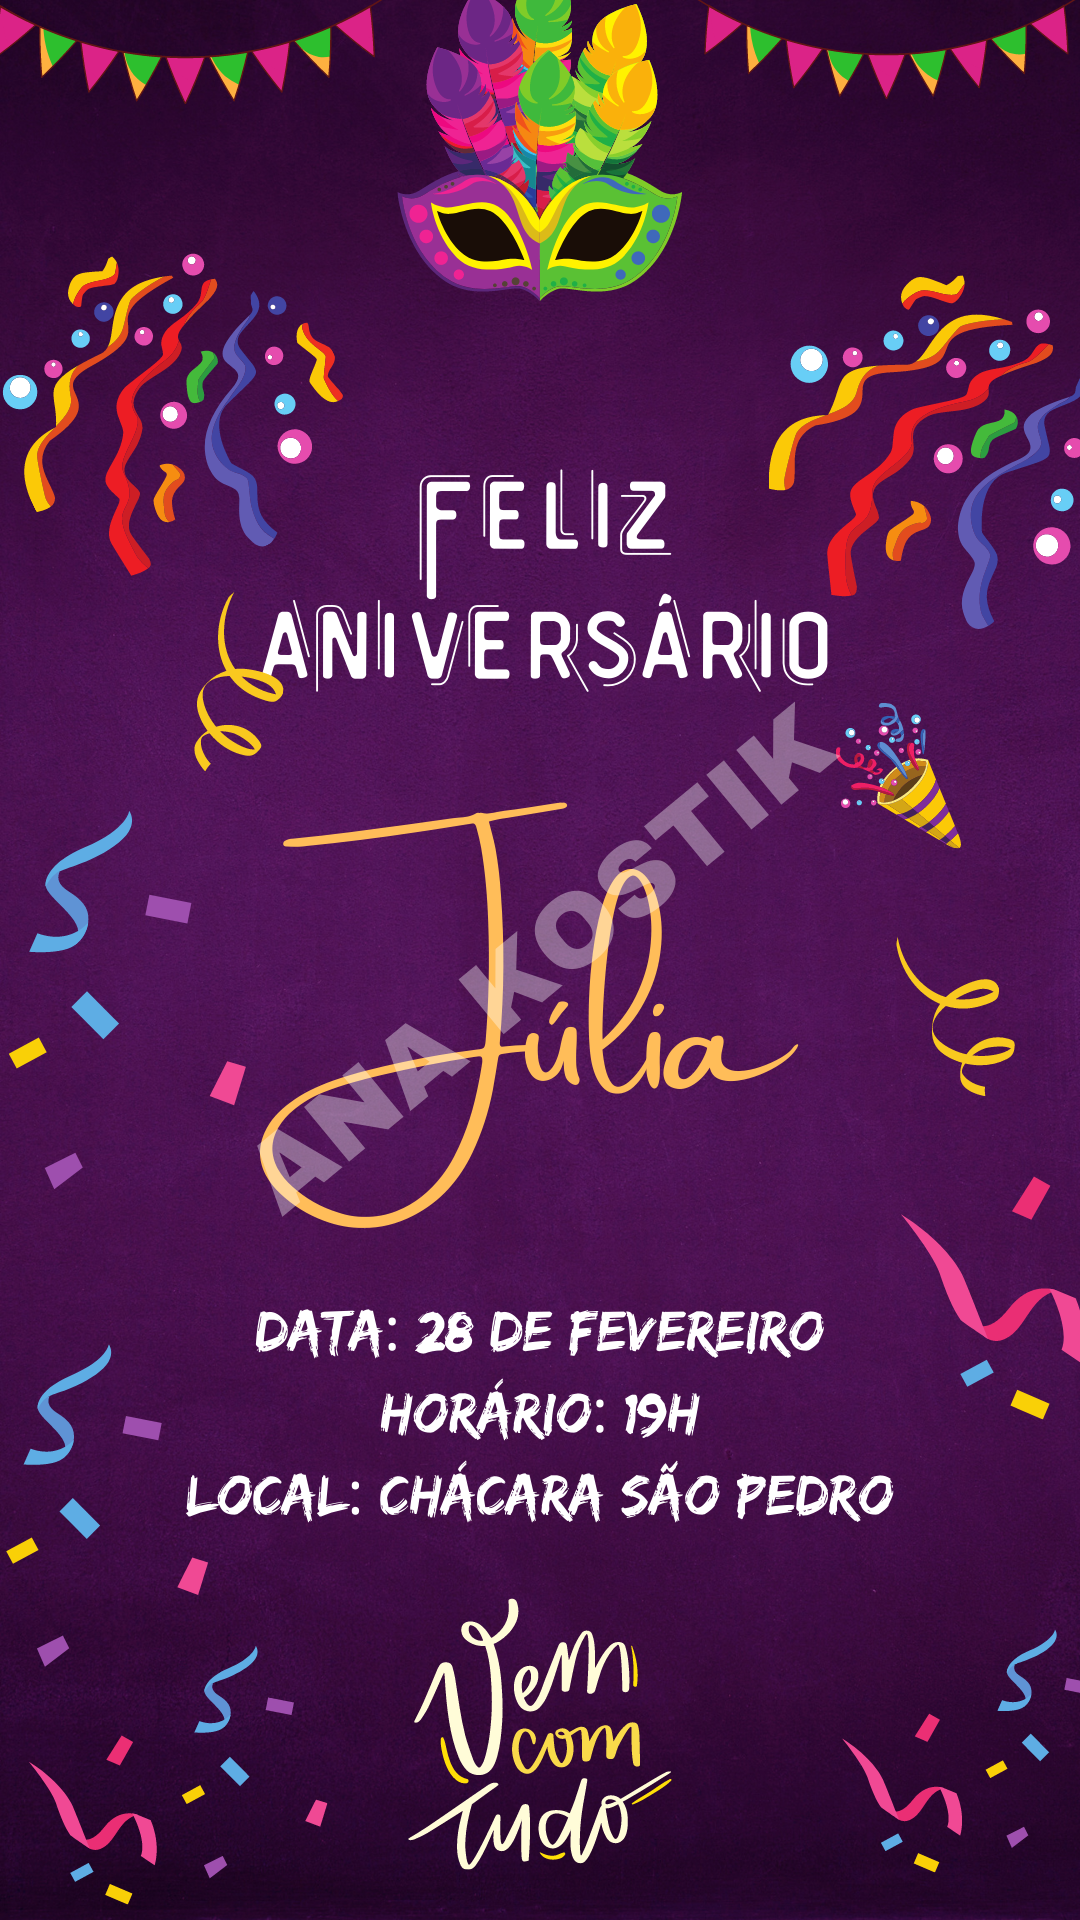 FELIZ
ANIVERSÁRIO
Júlia
ANA KOSTIK
DATA: 28 DE FEVEREIRO
HORÁRIO: 19H
LOCAL: CHÁCARA SÃO PEDRO
Vem
com
Tudo